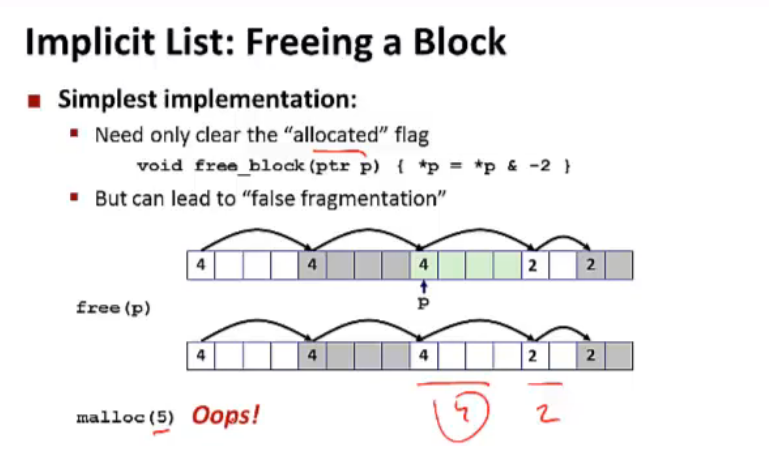 Implicit List: Freeing a Block
Simplest implementation:
Need only clear the “allocated” flag
void free_block(ptr p) { *p = *p & -2 }
But can lead to “false fragmentation”
4 4 4 2 2
p
free(p)
4 4 4 2 2
malloc(5) Oops!
2